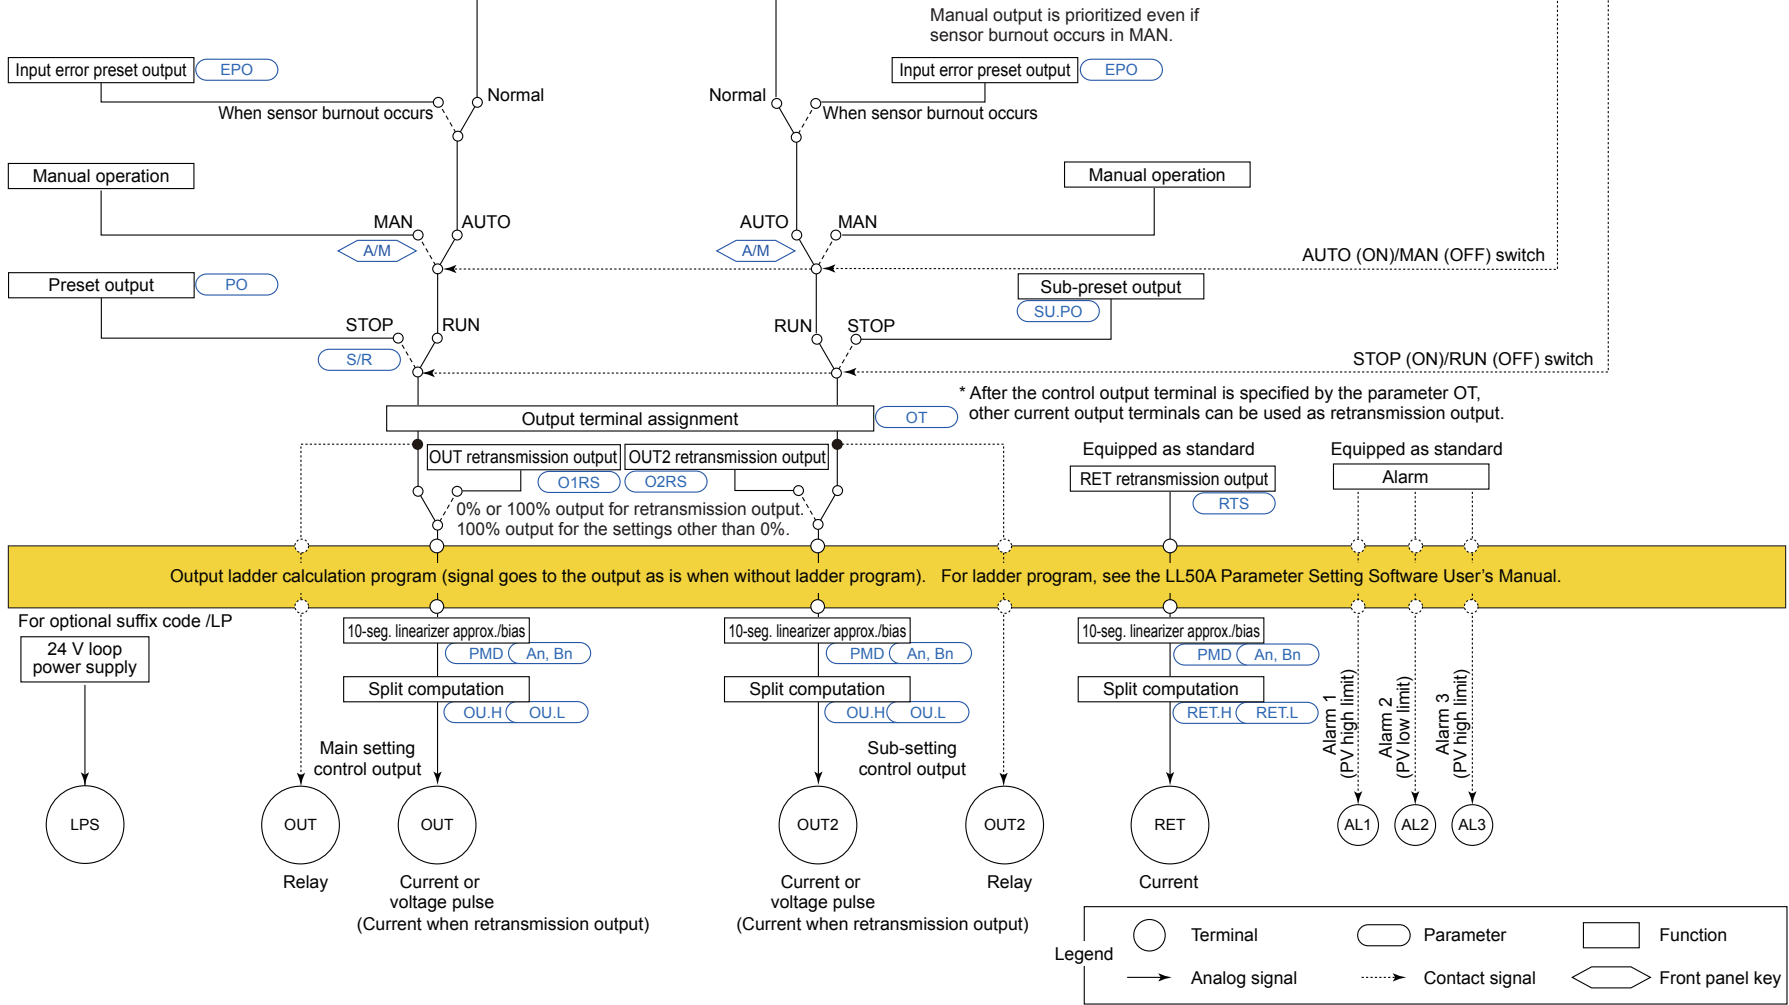 Manual output is prioritized even if
sensor burnout occurs in MAN.
Input error preset output
EPO
Input error preset output
EPO
Normal
When sensor burnout occurs
Normal
When sensor burnout occurs
Manual operation
Manual operation
MAN
AUTO
A/M
AUTO
MAN
A/M
AUTO (ON)/MAN (OFF) switch
Preset output
PO
Sub-preset output
SU.PO
STOP
RUN
S/R
RUN
STOP
STOP (ON)/RUN (OFF) switch
* After the control output terminal is specified by the parameter OT,
other current output terminals can be used as retransmission output.
Output terminal assignment
OT
OUT retransmission output
OUT2 retransmission output
O1RS
O2RS
0% or 100% output for retransmission output.
100% output for the settings other than 0%.
Equipped as standard
RET retransmission output
RTS
Equipped as standard
Alarm
Output ladder calculation program (signal goes to the output as is when without ladder program). For ladder program, see the LL50A Parameter Setting Software User's Manual.
For optional suffix code /LP
24 V loop
power supply
10-seg. linearizer approx./bias
PMD
An, Bn
Split computation
OU.H
OU.L
10-seg. linearizer approx./bias
PMD
An, Bn
Split computation
OU.H
OU.L
10-seg. linearizer approx./bias
PMD
An, Bn
Split computation
RET.H
RET.L
Alarm 1
(PV high limit)
Alarm 2
(PV low limit)
Alarm 3
(PV high limit)
Main setting
control output
Sub-setting
control output
LPS
OUT
OUT
OUT2
OUT2
RET
AL1
AL2
AL3
Relay
Current or
voltage pulse
(Current when retransmission output)
Current or
voltage pulse
(Current when retransmission output)
Relay
Current
Legend
Terminal
Parameter
Function
Analog signal
Contact signal
Front panel key